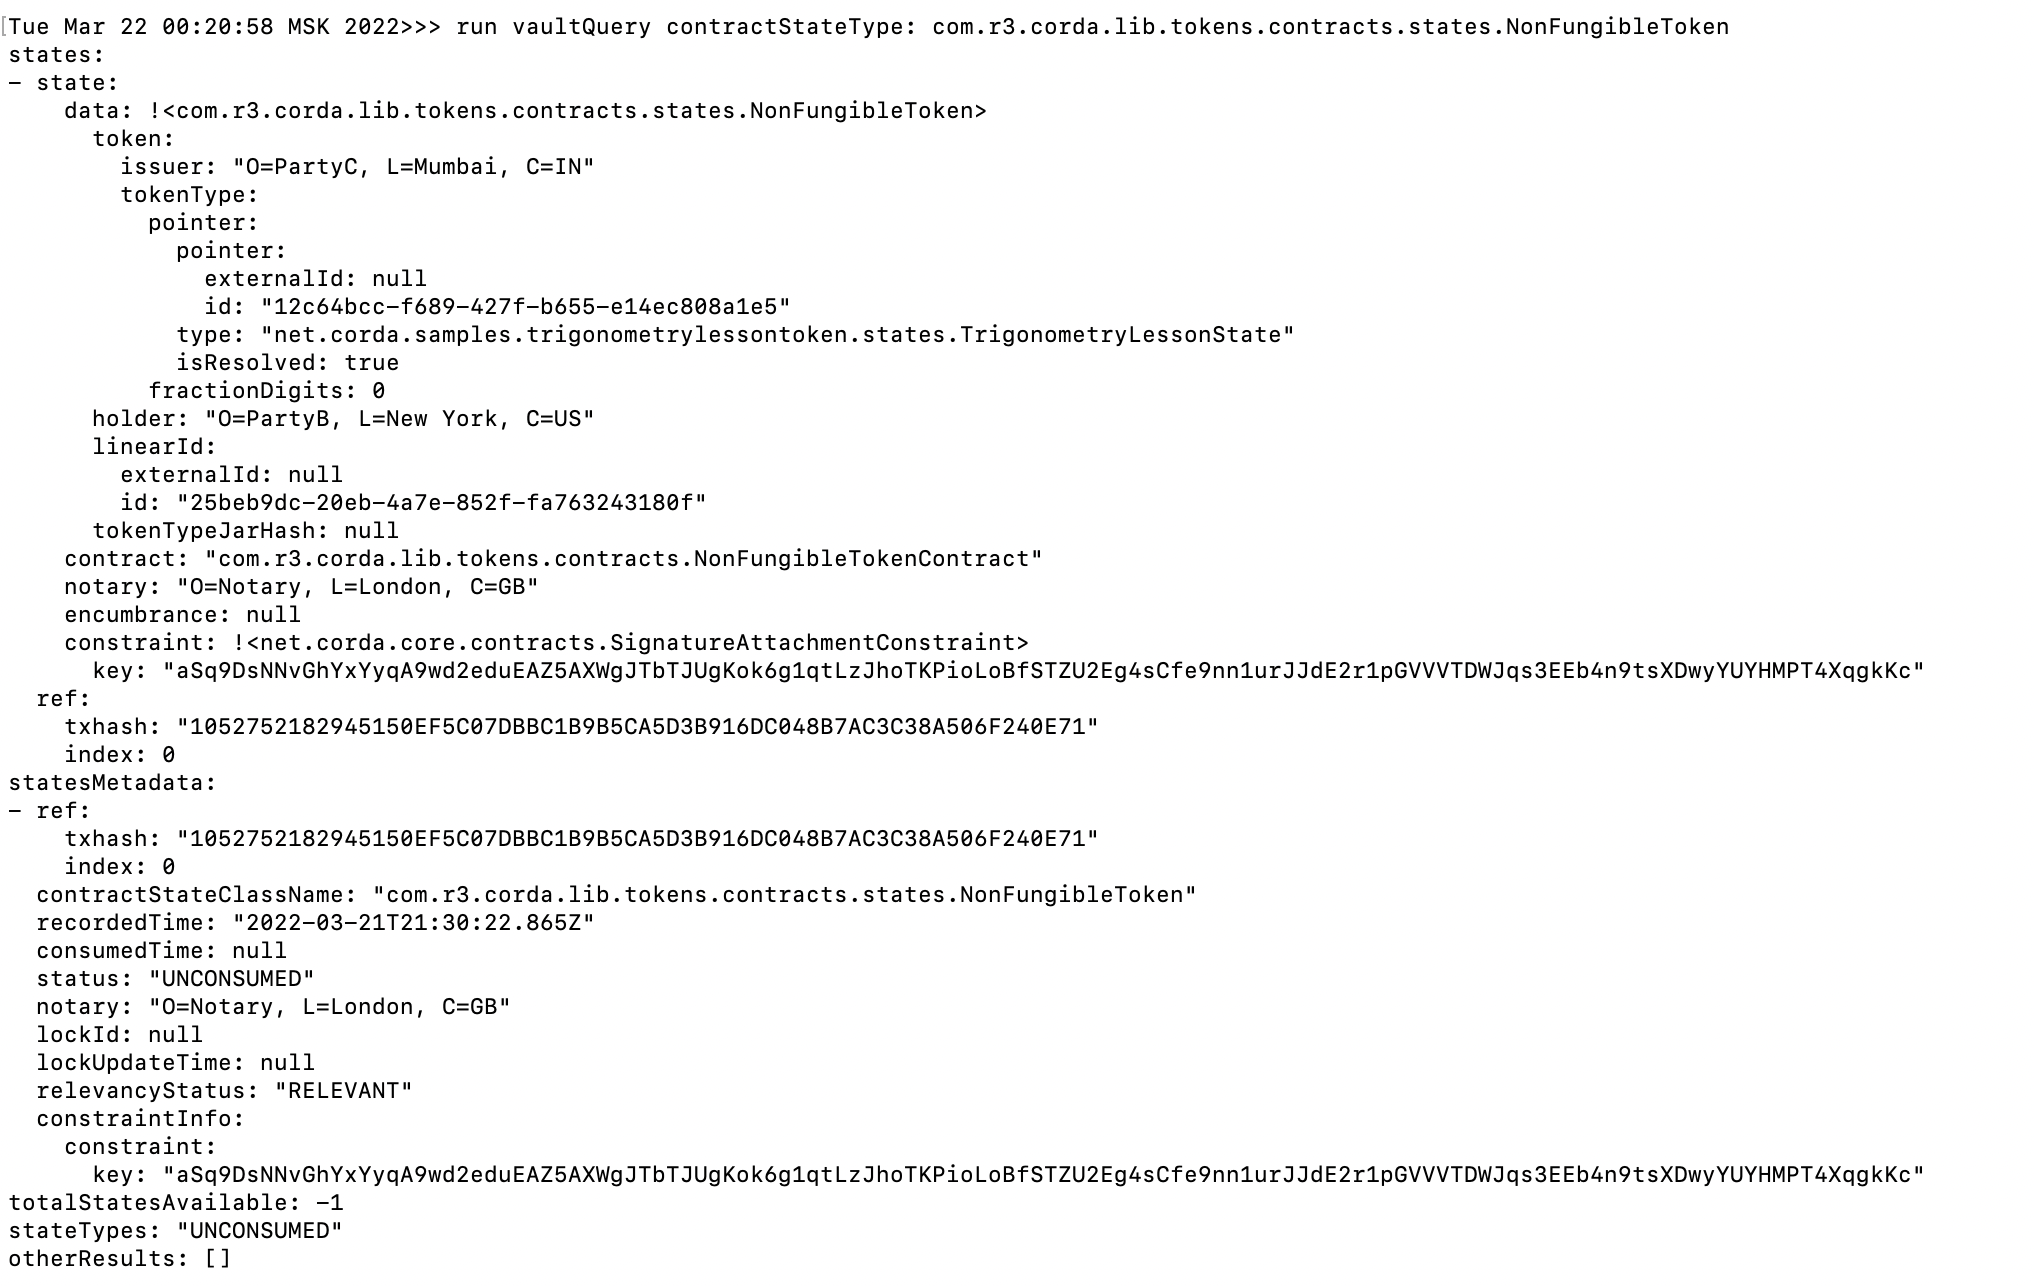 [Tue Mar 22 00:20:58 MSK 2022>>> run vaultQuery contractStateType: com.r3.corda.lib.tokens.contracts.states.NonFungibleToken
states:
- state:
    data: !<com.r3.corda.lib.tokens.contracts.states.NonFungibleToken>
      token:
        issuer: "O=PartyC, L=Mumbai, C=IN"
        tokenType:
          pointer:
            pointer:
              externalId: null
              id: "12c64bcc-f689-427f-b655-e14ec808a1e5"
            type: "net.corda.samples.trigonometrylessontoken.states.TrigonometryLessonState"
            isResolved: true
          fractionDigits: 0
      holder: "O=PartyB, L=New York, C=US"
      linearId:
        externalId: null
        id: "25beb9dc-20eb-4a7e-852f-fa763243180f"
      tokenTypeJarHash: null
    contract: "com.r3.corda.lib.tokens.contracts.NonFungibleTokenContract"
    notary: "O=Notary, L=London, C=GB"
    encumbrance: null
    constraint: !<net.corda.core.contracts.SignatureAttachmentConstraint>
      key: "aSq9DsNNvGhYxYyqA9wd2eduEAZ5AXWgJTbTJUgKok6g1qtLzJhoTKPioLoBfSTZU2Eg4sCfe9nn1urJJdE2r1pGVVVTDWJqs3EEb4n9tsXDwyYUYHMPT4XqgkKc"
  ref:
    txhash: "1052752182945150EF5C07DBBC1B9B5CA5D3B916DC048B7AC3C38A506F240E71"
    index: 0
statesMetadata:
- ref:
    txhash: "1052752182945150EF5C07DBBC1B9B5CA5D3B916DC048B7AC3C38A506F240E71"
    index: 0
  contractStateClassName: "com.r3.corda.lib.tokens.contracts.states.NonFungibleToken"
  recordedTime: "2022-03-21T21:30:22.865Z"
  consumedTime: null
  status: "UNCONSUMED"
  notary: "O=Notary, L=London, C=GB"
  lockId: null
  lockUpdateTime: null
  relevancyStatus: "RELEVANT"
  constraintInfo:
    constraint:
      key: "aSq9DsNNvGhYxYyqA9wd2eduEAZ5AXWgJTbTJUgKok6g1qtLzJhoTKPioLoBfSTZU2Eg4sCfe9nn1urJJdE2r1pGVVVTDWJqs3EEb4n9tsXDwyYUYHMPT4XqgkKc"
totalStatesAvailable: -1
stateTypes: "UNCONSUMED"
otherResults: []